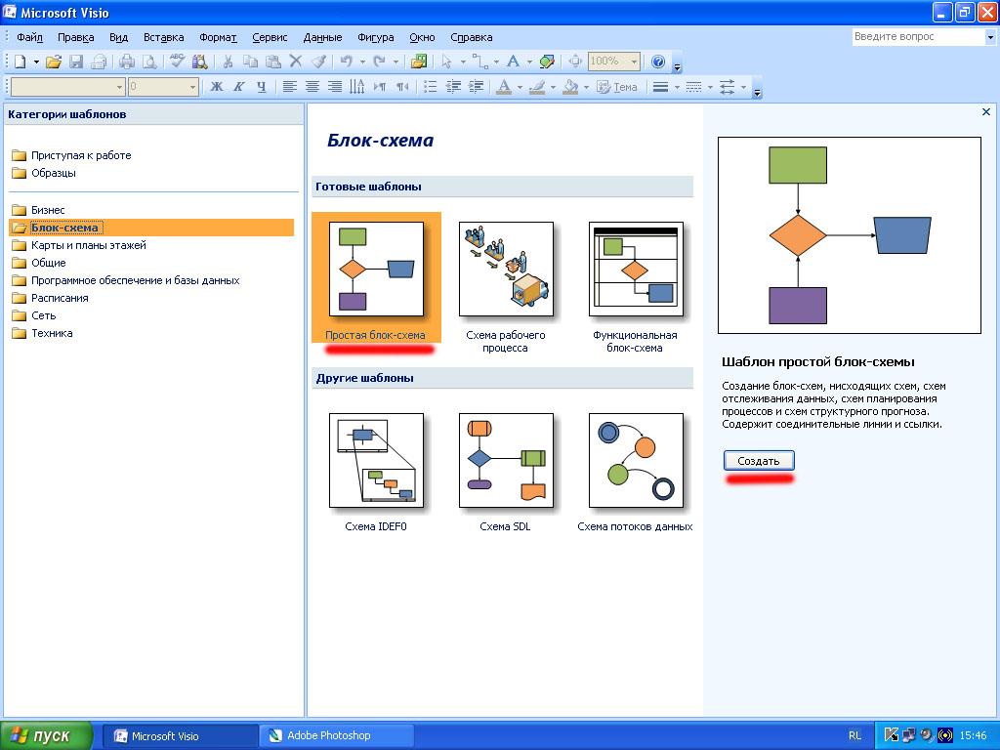 Microsoft Visio
Файл Правка Вид Вставка Формат Сервис Данные Фигура Окно Справка
Введите вопрос
ABC
A
100%
0
Ж К Ч
A
Тема
Категории шаблонов
Приступая к работе
Образцы
Бизнес
Блок-схема
Карты и планы этажей
Общие
Программное обеспечение и базы данных
Расписания
Сеть
Техника
Блок-схема
Готовые шаблоны
Простая блок-схема
Схема рабочего
процесса
Функциональная
блок-схема
Другие шаблоны
Схема IDEF0
Схема SDL
Схема потоков данных
Шаблон простой блок-схемы
Создание блок-схем, нисходящих схем, схем
отслеживания данных, схем планирования
процессов и схем структурного прогноза.
Содержит соединительные линии и ссылки.
Создать
пуск
Microsoft Visio
Adobe Photoshop
RL
15:46